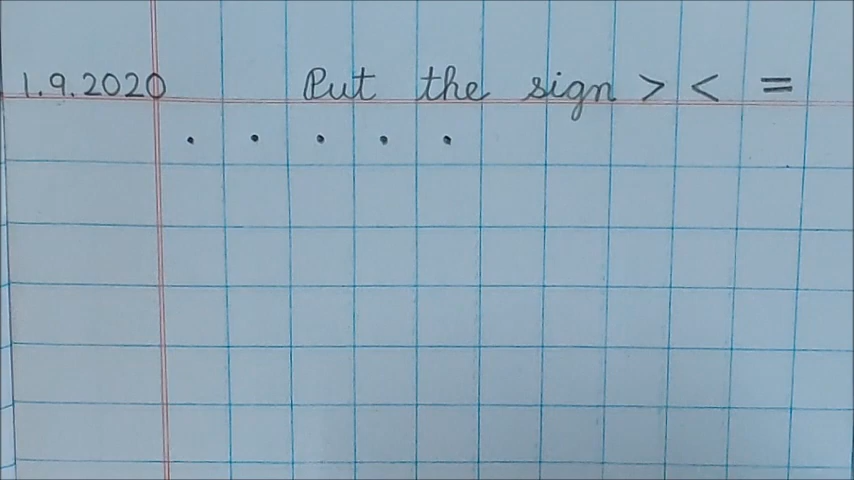 1.9.2020 Put the sign > < =
. . . . .